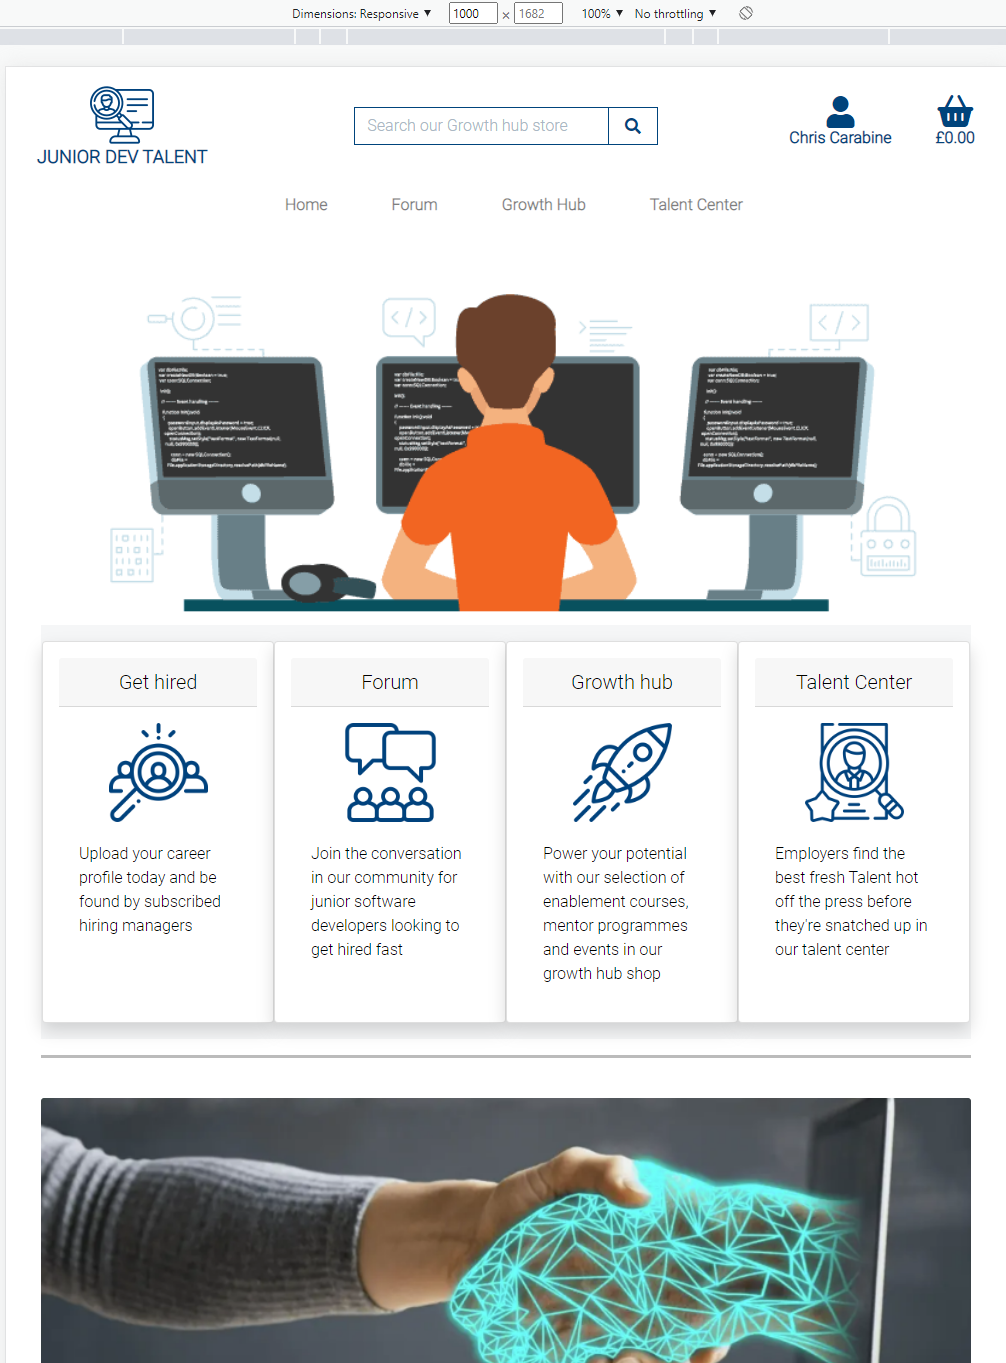 Dimensions: Responsive ▼ 1000 × 1682 100% ▼ No throttling ▼
Search our Growth hub store
Chris Carabine
£0.00
JUNIOR DEV TALENT
Home Forum Growth Hub Talent Center
Get hired
Upload your career
profile today and be
found by subscribed
hiring managers
Forum
Join the conversation
in our community for
junior software
developers looking to
get hired fast
Growth hub
Power your potential
with our selection of
enablement courses,
mentor programmes
and events in our
growth hub shop
Talent Center
Employers find the
best fresh Talent hot
off the press before
they're snatched up in
our talent center